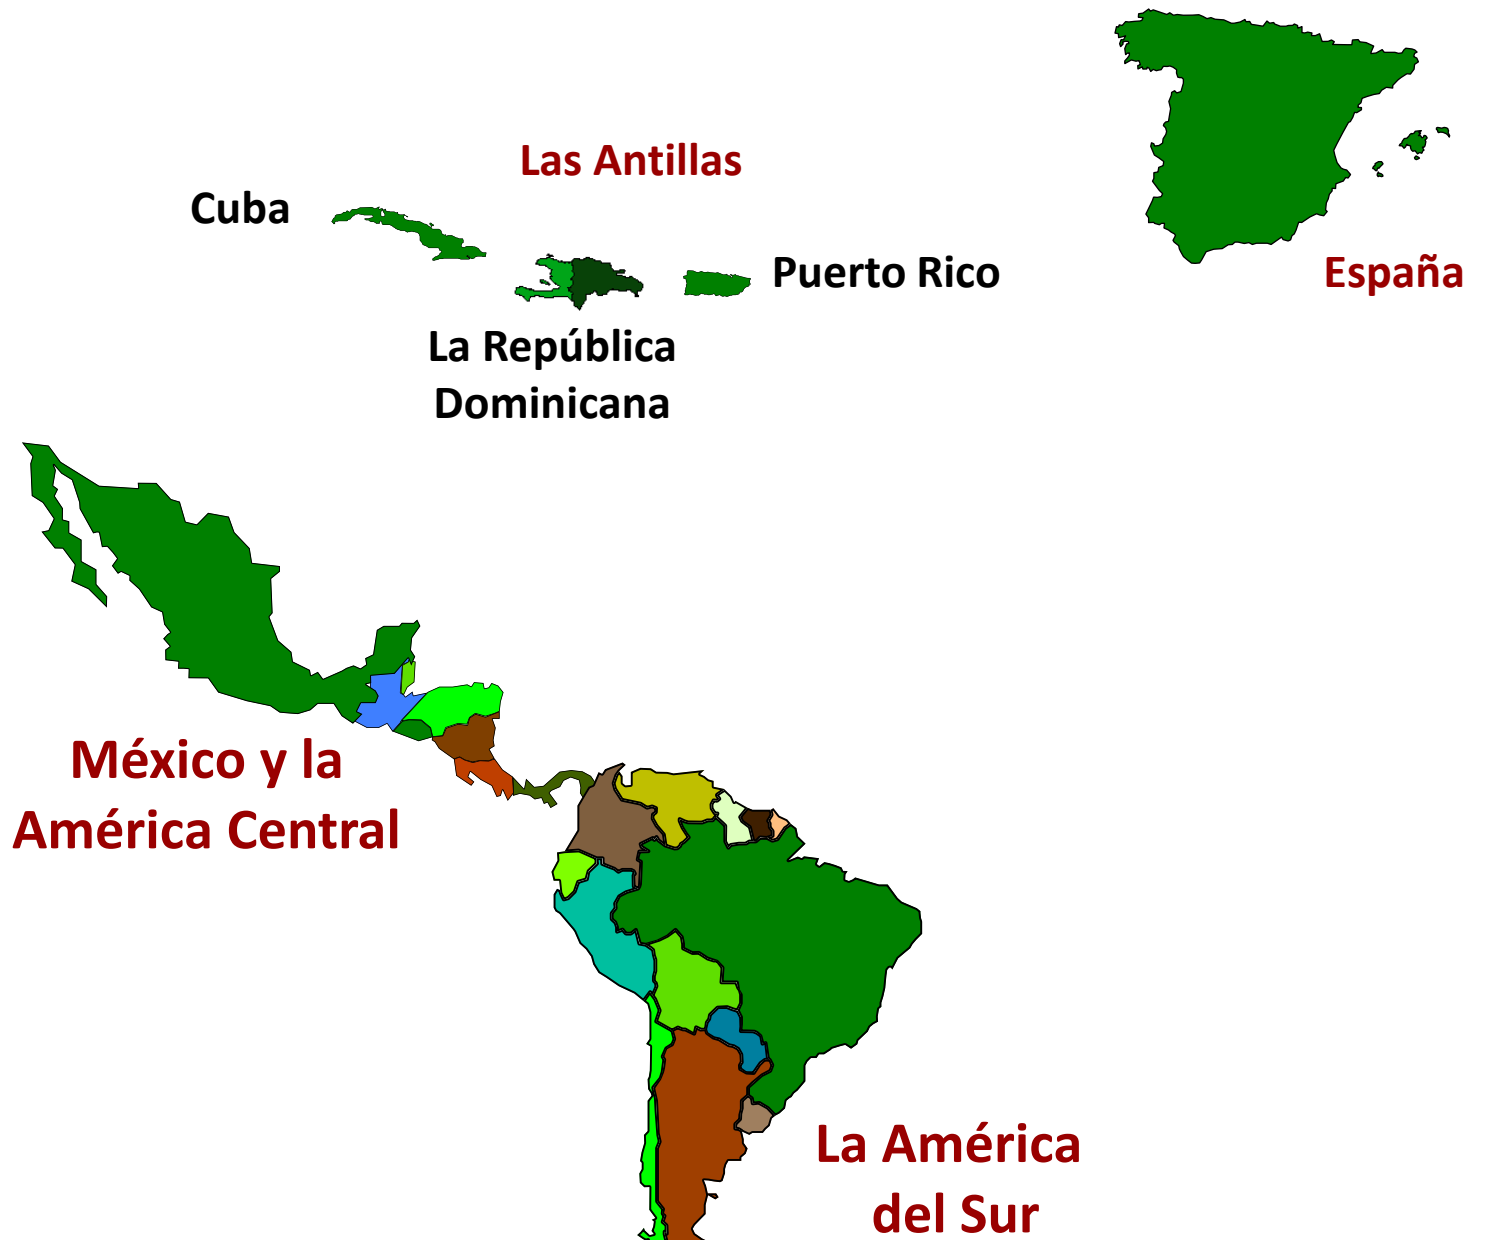 Las Antillas
Cuba
Puerto Rico
España
La República
Dominicana
México y la
América Central
La América
del Sur